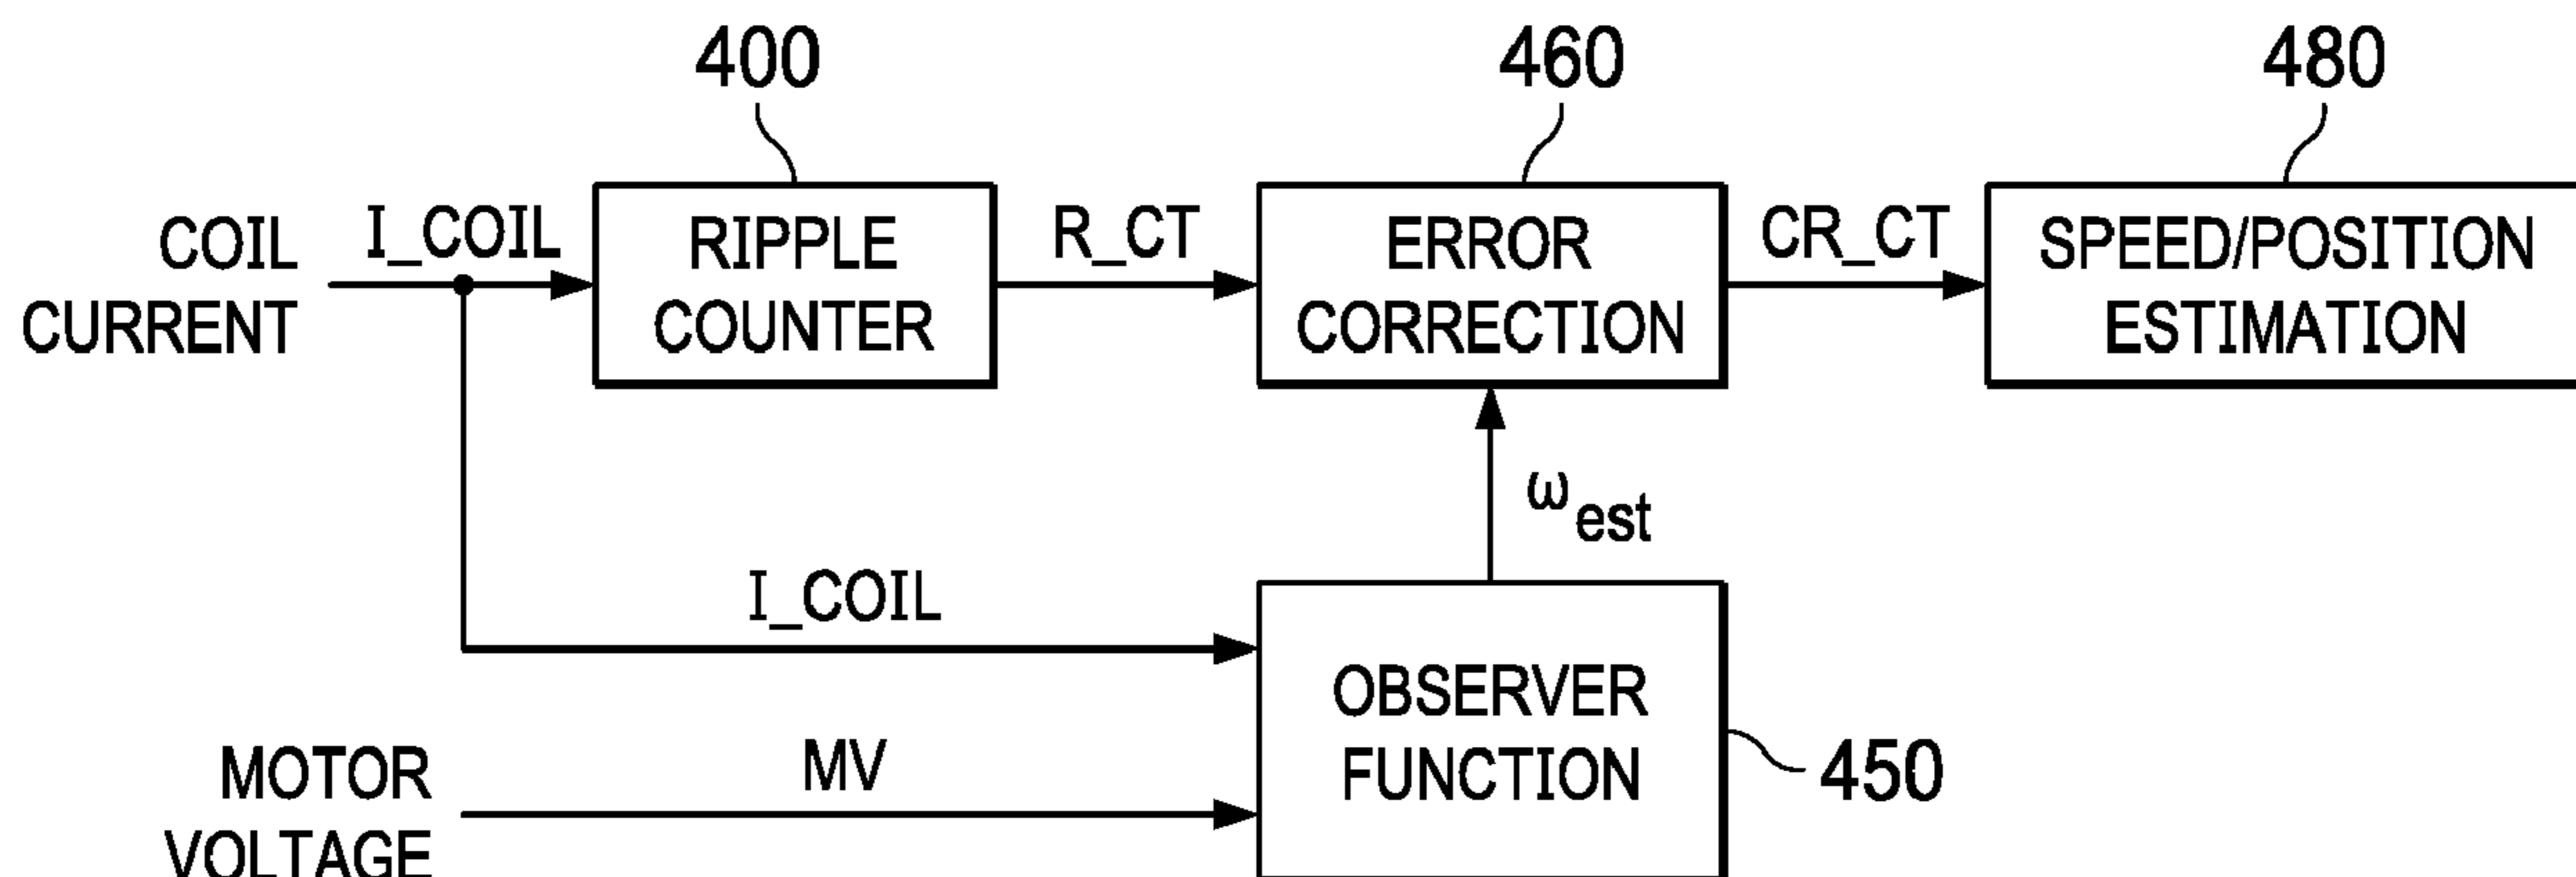 400
460
480
COIL
CURRENT
I_COIL
RIPPLE
COUNTER
R_CT
ERROR
CORRECTION
CR_CT
SPEED/POSITION
ESTIMATION
ωest
I_COIL
MOTOR
VOLTAGE
MV
OBSERVER
FUNCTION
450